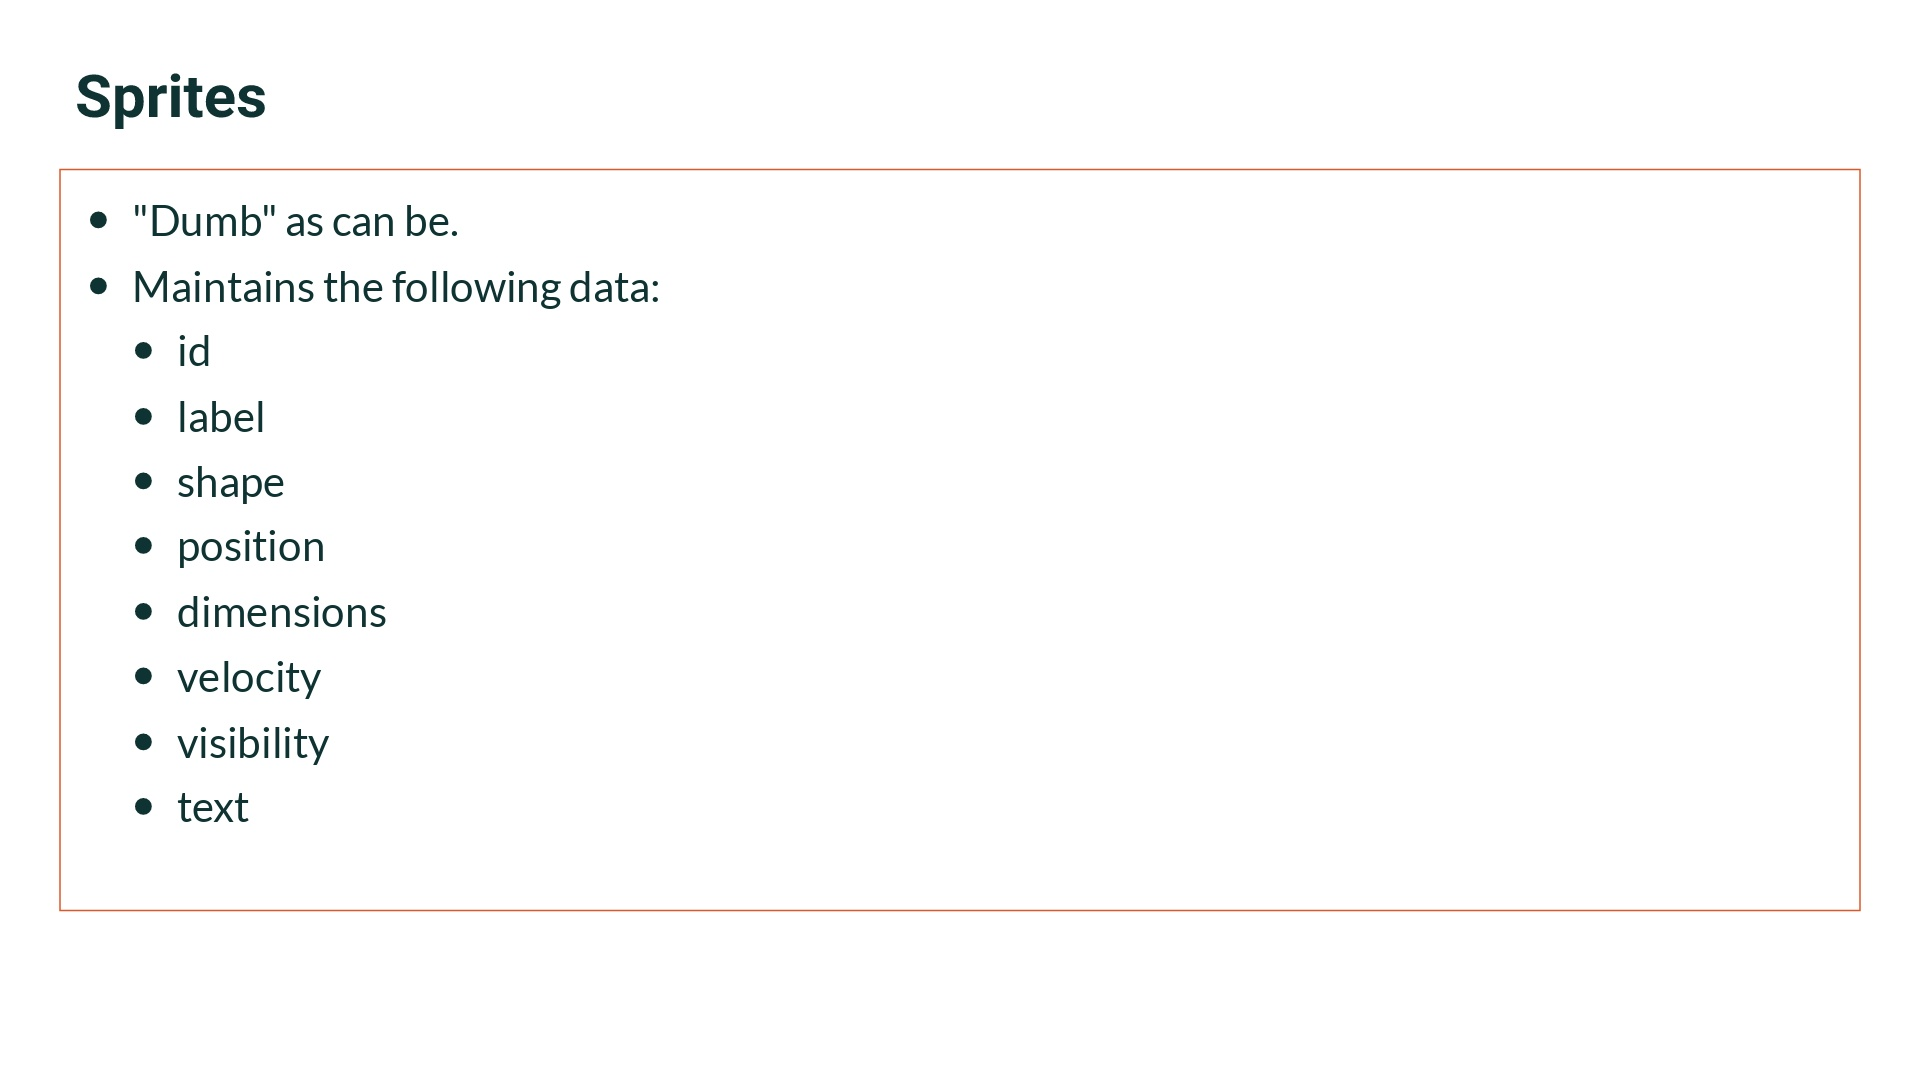 Sprites
"Dumb" as can be.
Maintains the following data:
id
label
shape
position
dimensions
velocity
visibility
text